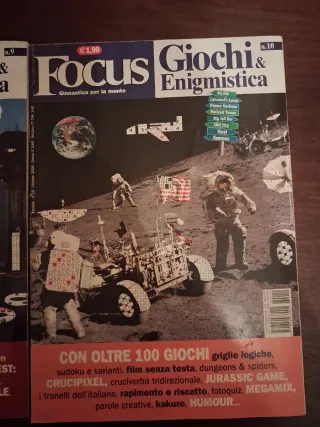 n.9
&
tica
€ 1,90
Focus
Ginnastica per la mente
Giochi &
Enigmistica
n.10
CON OLTRE 100 GIOCHI griglie logiche,
sudoku e varianti, film senza testa, dungeons & spiders,
CRUCIPIXEL, cruciverba tridirezionale, JURASSIC GAME,
i tranelli dell'italiano, rapimento e riscatto, fotoquiz, MEGAMIX,
parole creative, kakuro, HUMOUR...